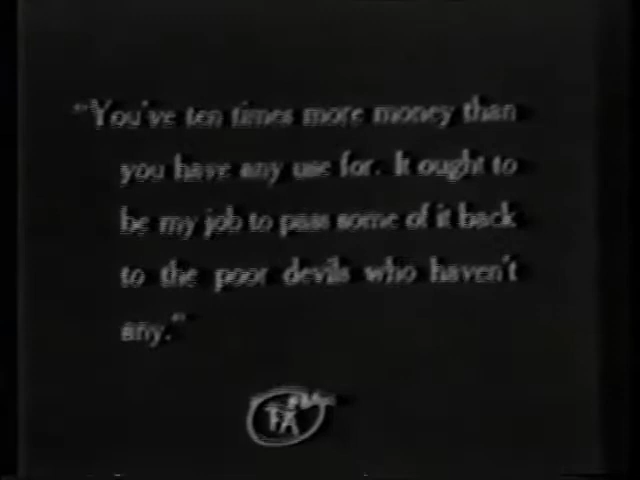 "You've ten times more money than
you have any use for. It ought to
be my job to pass some of it back
to the poor devils who haven't
any."
FA